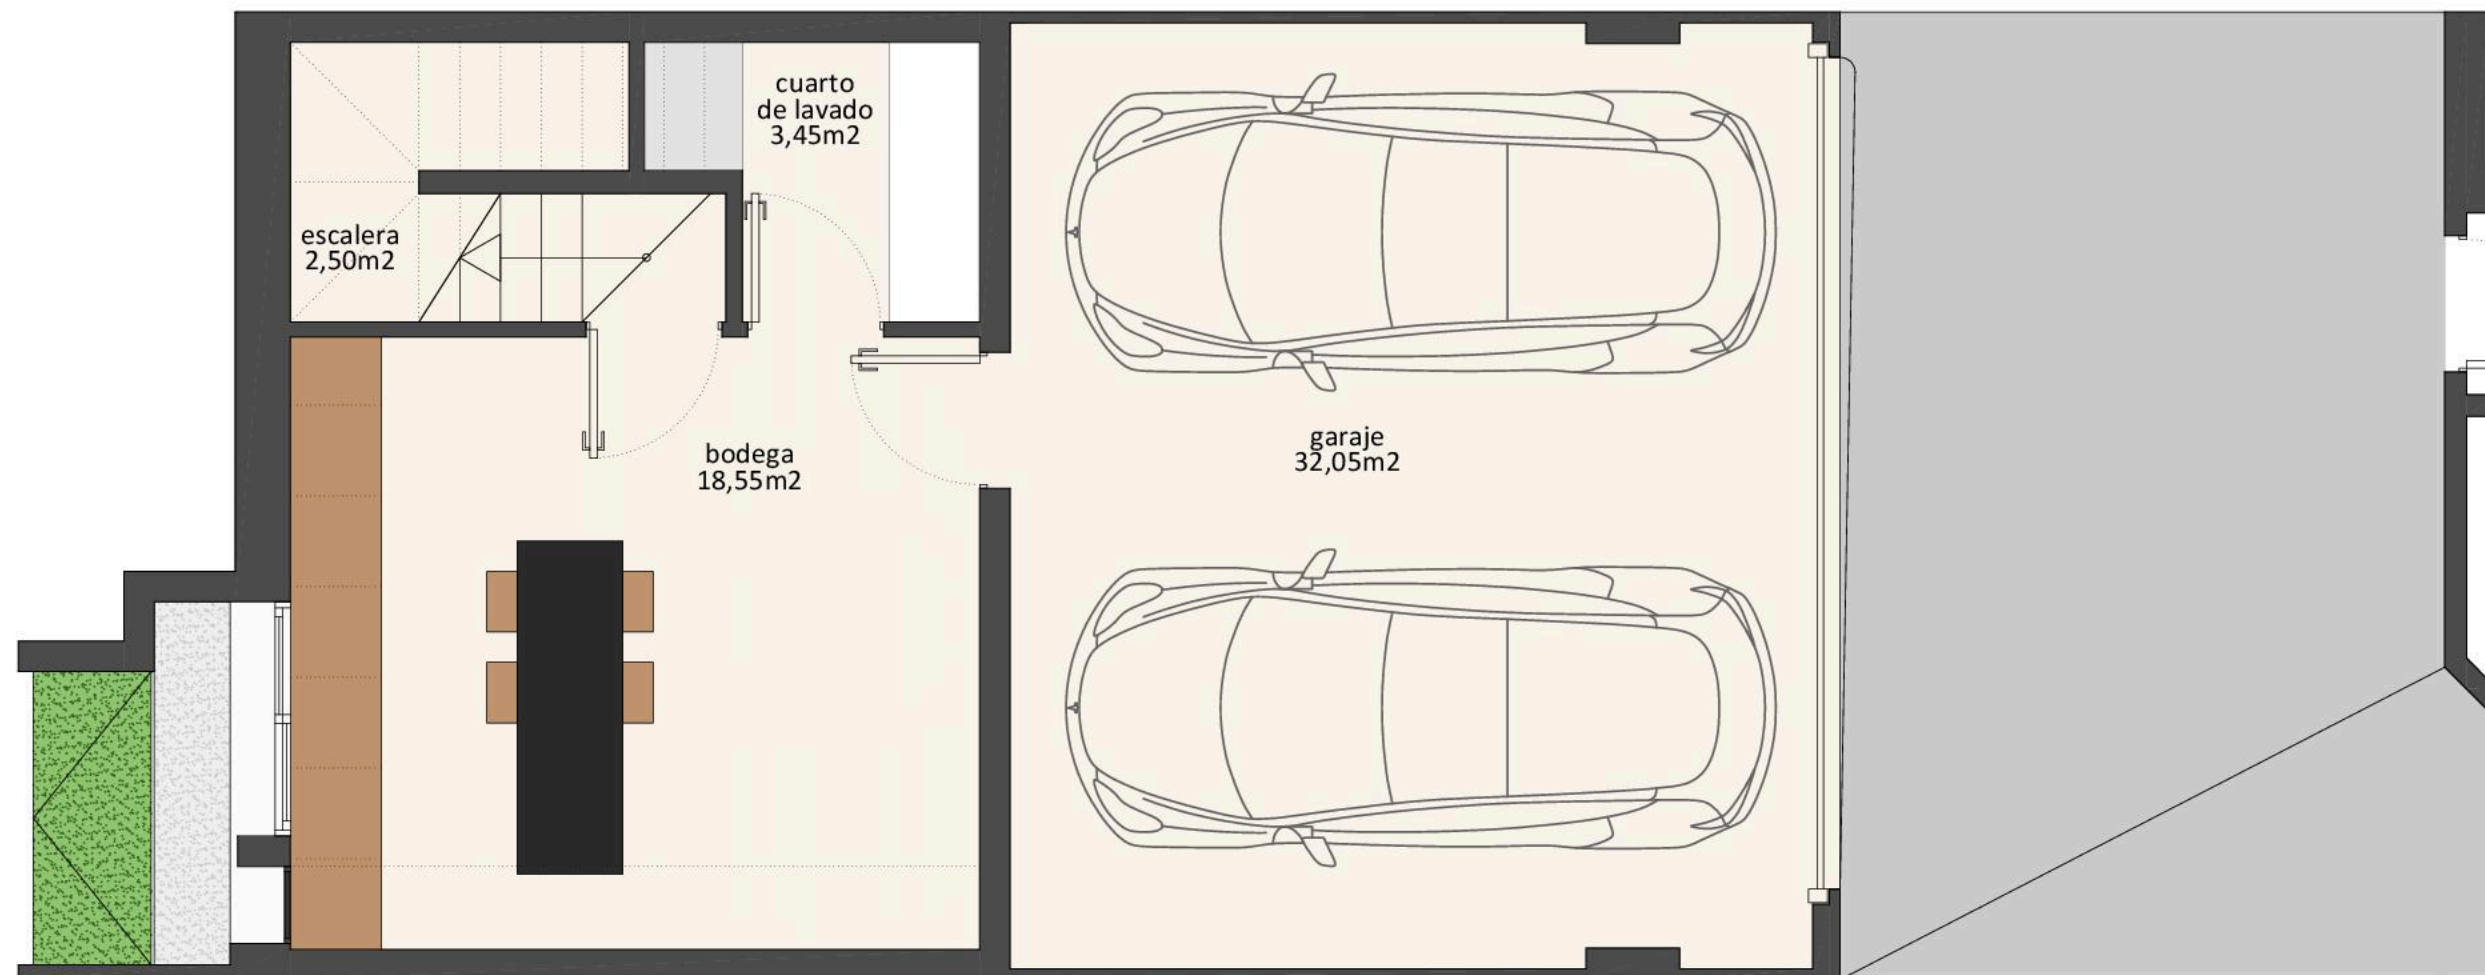 cuarto
de lavado
3,45m2
escalera
2,50m2
bodega
18,55m2
garaje
32,05m2